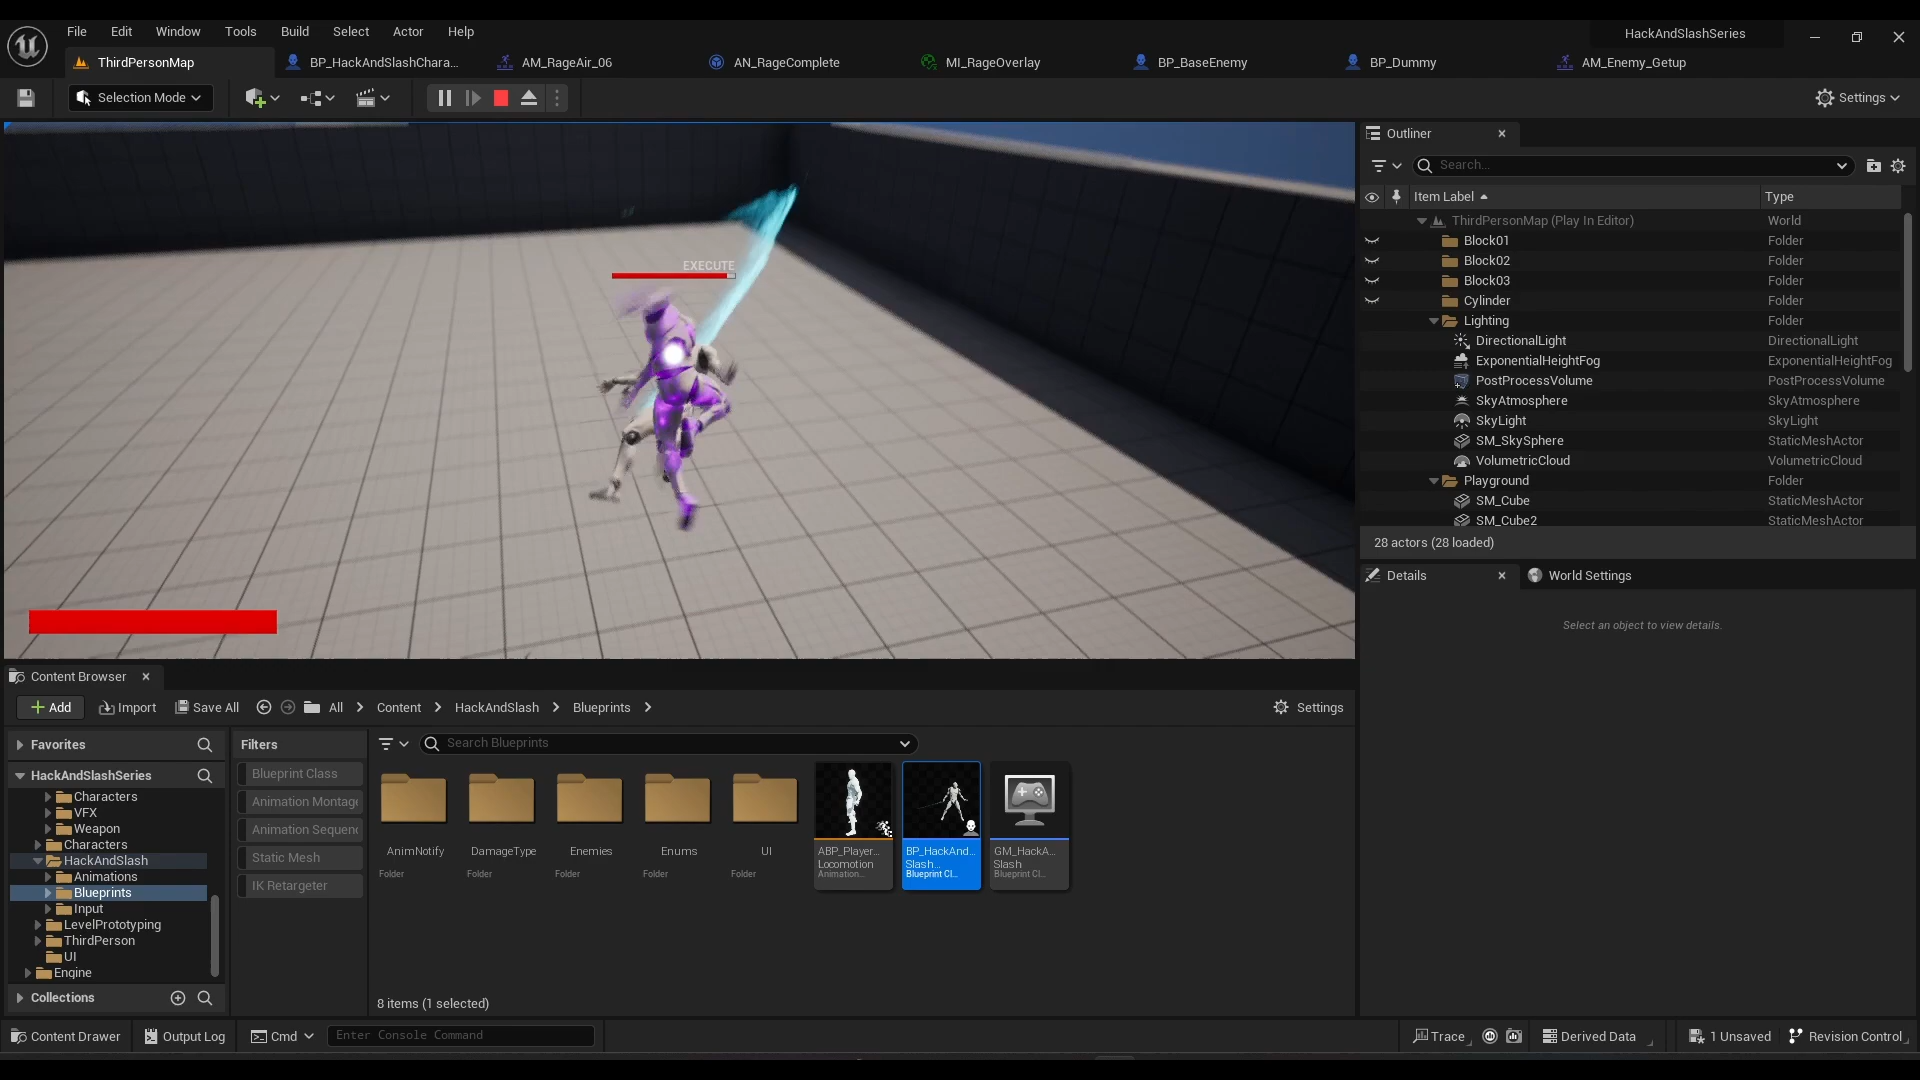 File Edit Window Tools Build Select Actor Help
HackAndSlashSeries
ThirdPersonMap
BP_HackAndSlashChara...
AM_RageAir_06
AN_RageComplete
MI_RageOverlay
BP_BaseEnemy
BP_Dummy
AM_Enemy_Getup
Selection Mode
Settings
EXECUTE
Outliner
Search...
Item Label Type
ThirdPersonMap (Play In Editor) World
Block01 Folder
Block02 Folder
Block03 Folder
Cylinder Folder
Lighting Folder
DirectionalLight DirectionalLight
ExponentialHeightFog ExponentialHeightFog
PostProcessVolume PostProcessVolume
SkyAtmosphere SkyAtmosphere
SkyLight SkyLight
SM_SkySphere StaticMeshActor
VolumetricCloud VolumetricCloud
Playground Folder
SM_Cube StaticMeshActor
SM_Cube2 StaticMeshActor
28 actors (28 loaded)
Details
World Settings
Select an object to view details.
Content Browser
Add
Import
Save All
All
Content
HackAndSlash
Blueprints
Settings
Favorites
HackAndSlashSeries
Characters
VFX
Weapon
Characters
HackAndSlash
Animations
Blueprints
Input
LevelPrototyping
ThirdPerson
UI
Engine
Collections
Filters
Blueprint Class
Animation Montage
Animation Sequenc
Static Mesh
IK Retargeter
Search Blueprints
AnimNotify
Folder
DamageType
Folder
Enemies
Folder
Enums
Folder
UI
Folder
ABP_Player...
Locomotion
Animation...
BP_HackAnd...
Slash...
Blueprint Cl...
GM_HackA...
Slash
Blueprint Cl...
8 items (1 selected)
Content Drawer
Output Log
Cmd
Enter Console Command
Trace
Derived Data
1 Unsaved
Revision Control